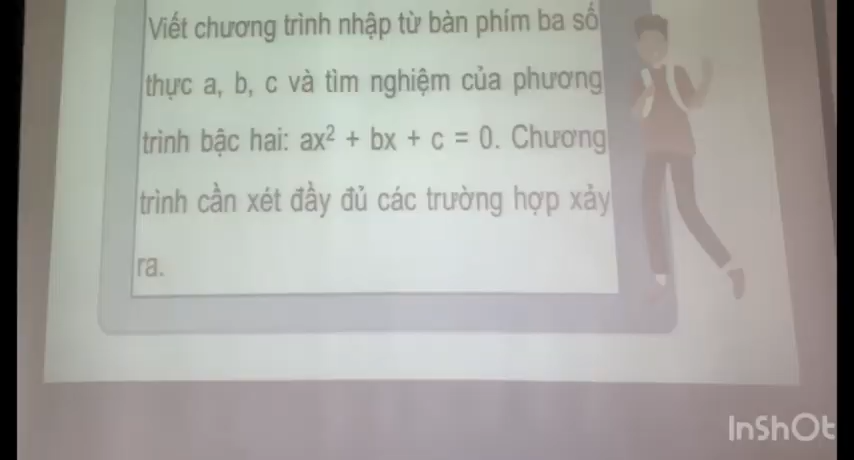 Viết chương trình nhập từ bàn phím ba số
thực a, b, c và tìm nghiệm của phương
trình bậc hai: ax² + bx + c = 0. Chương
trình cần xét đầy đủ các trường hợp xảy
ra.
InShOt